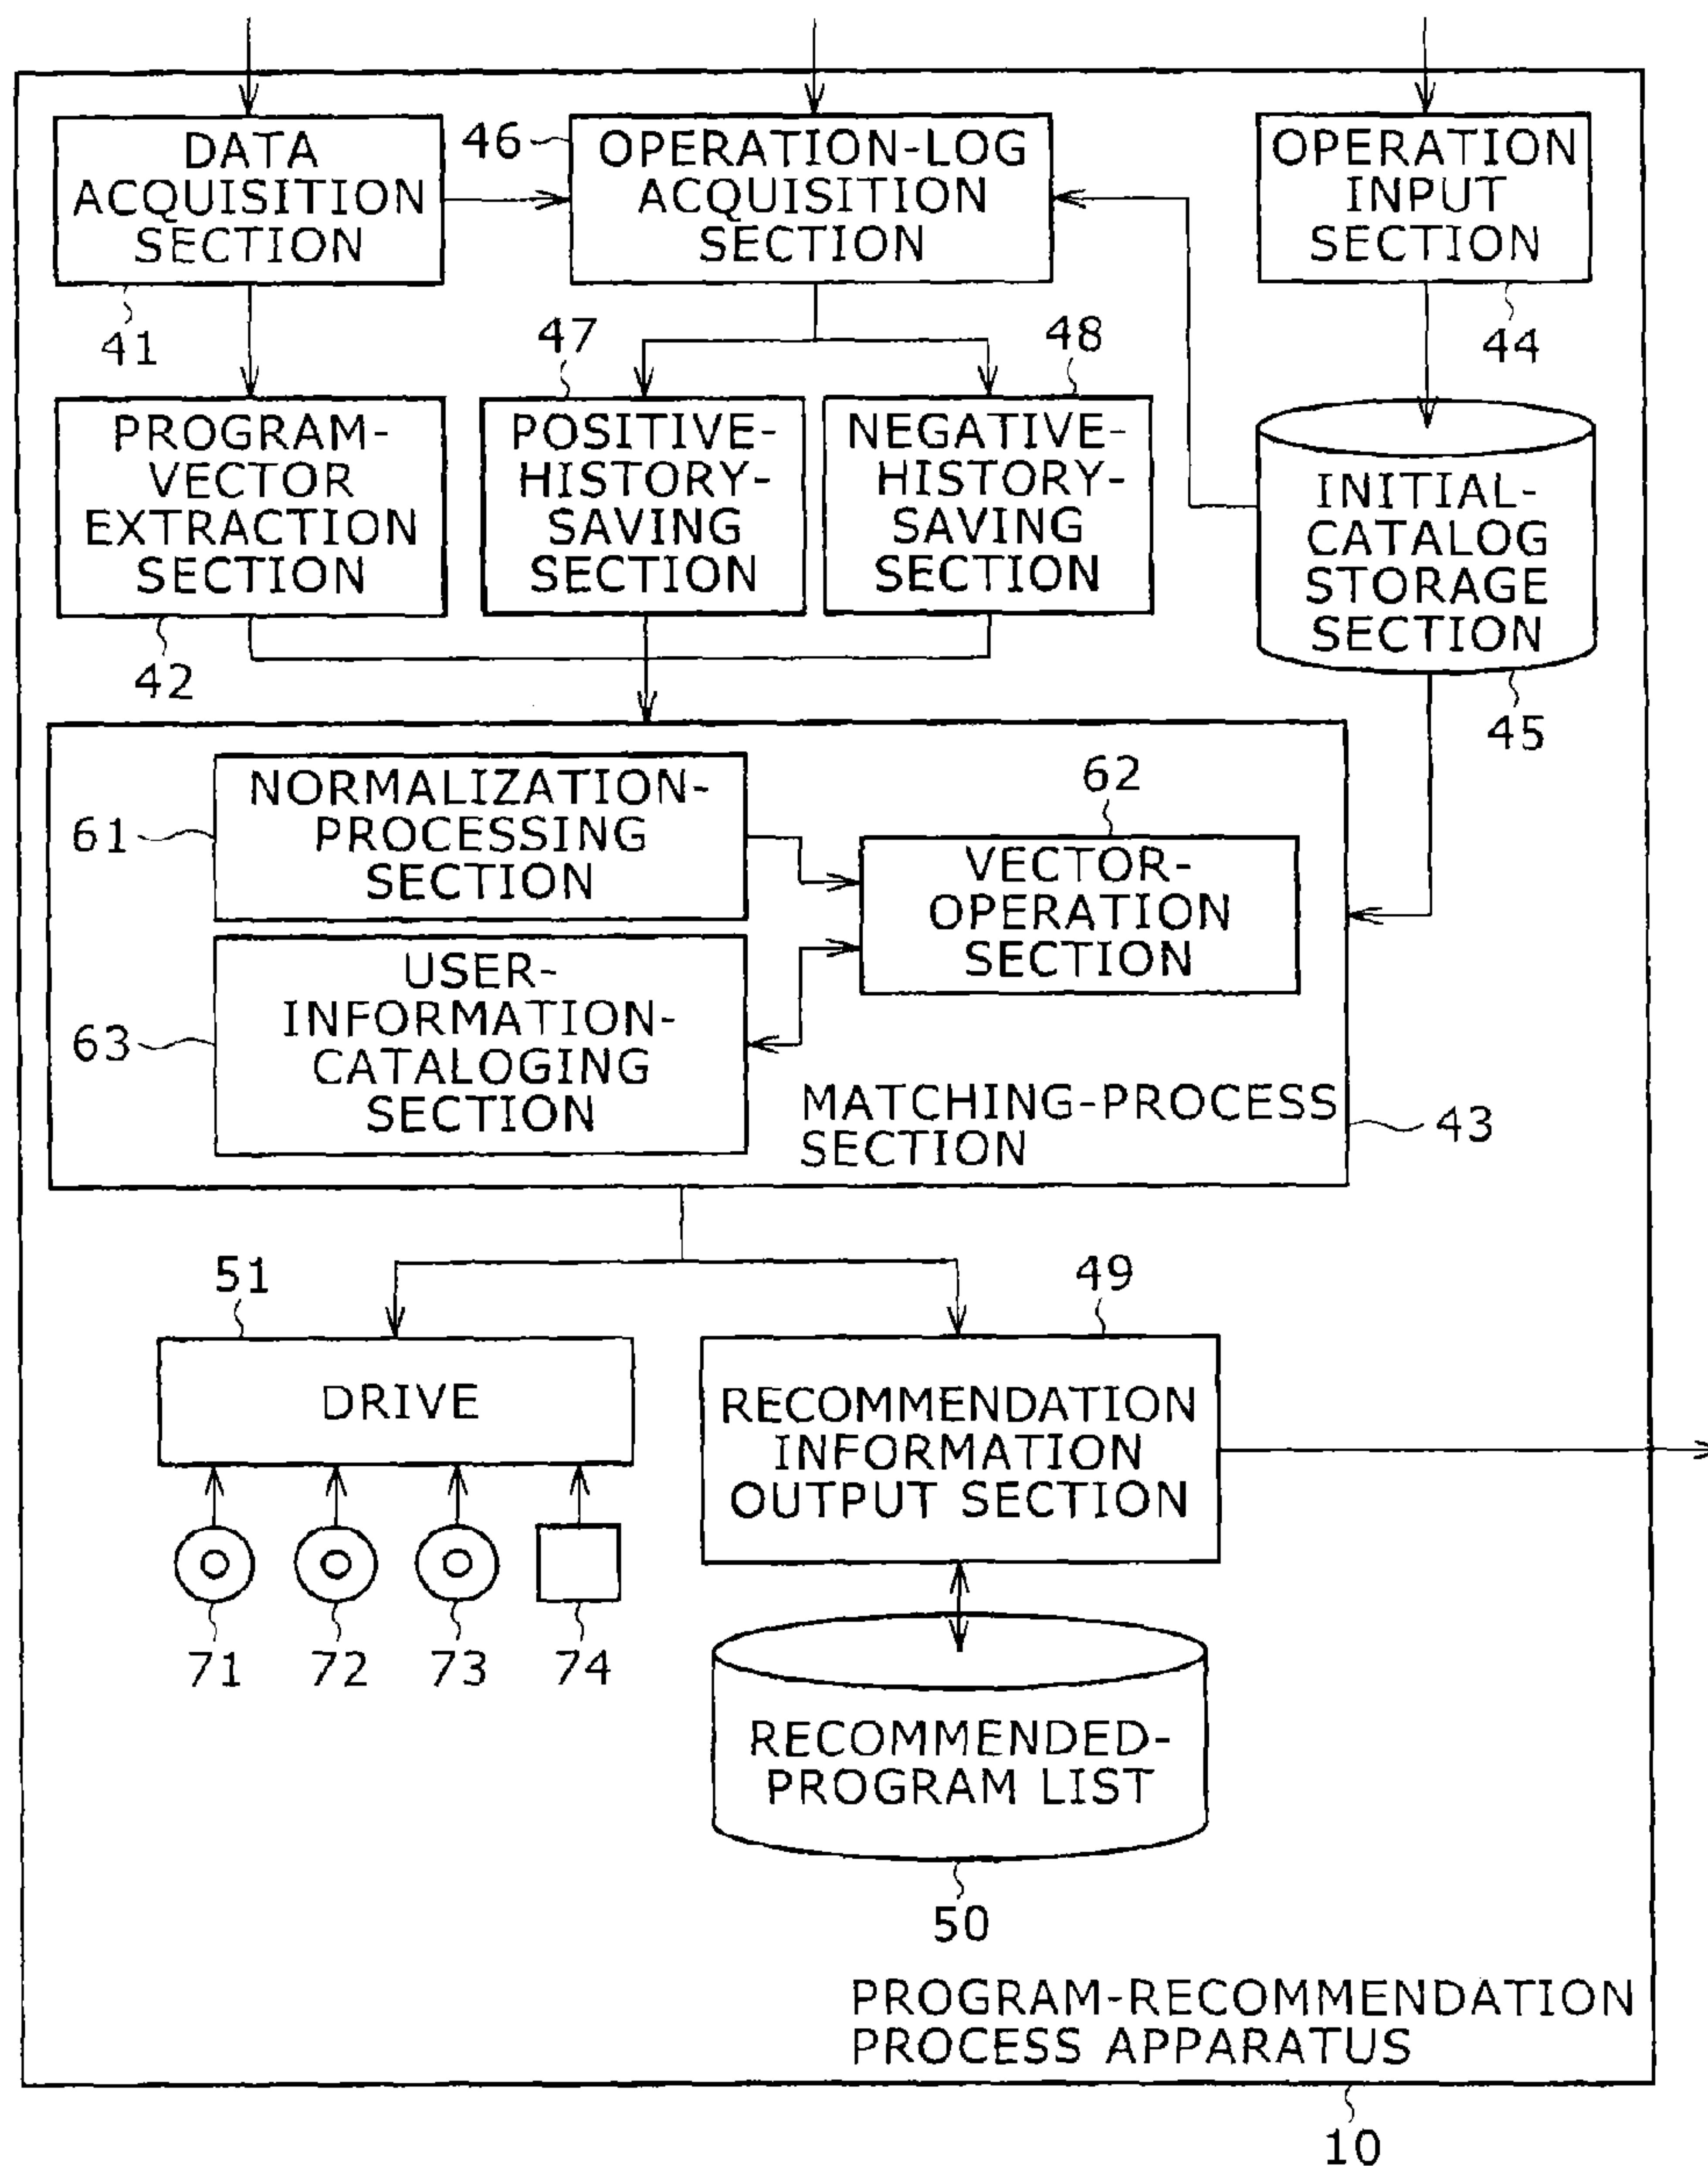 DATA
ACQUISITION
SECTION
41
46
OPERATION-LOG
ACQUISITION
SECTION
OPERATION
INPUT
SECTION
44
PROGRAM-
VECTOR
EXTRACTION
SECTION
42
47
POSITIVE-
HISTORY-
SAVING
SECTION
48
NEGATIVE-
HISTORY-
SAVING
SECTION
INITIAL-
CATALOG
STORAGE
SECTION
45
61
NORMALIZATION-
PROCESSING
SECTION
62
VECTOR-
OPERATION
SECTION
63
USER-
INFORMATION-
CATALOGING
SECTION
MATCHING-PROCESS
SECTION
43
51
DRIVE
71
72
73
74
49
RECOMMENDATION
INFORMATION
OUTPUT SECTION
RECOMMENDED-
PROGRAM LIST
50
PROGRAM-RECOMMENDATION
PROCESS APPARATUS
10